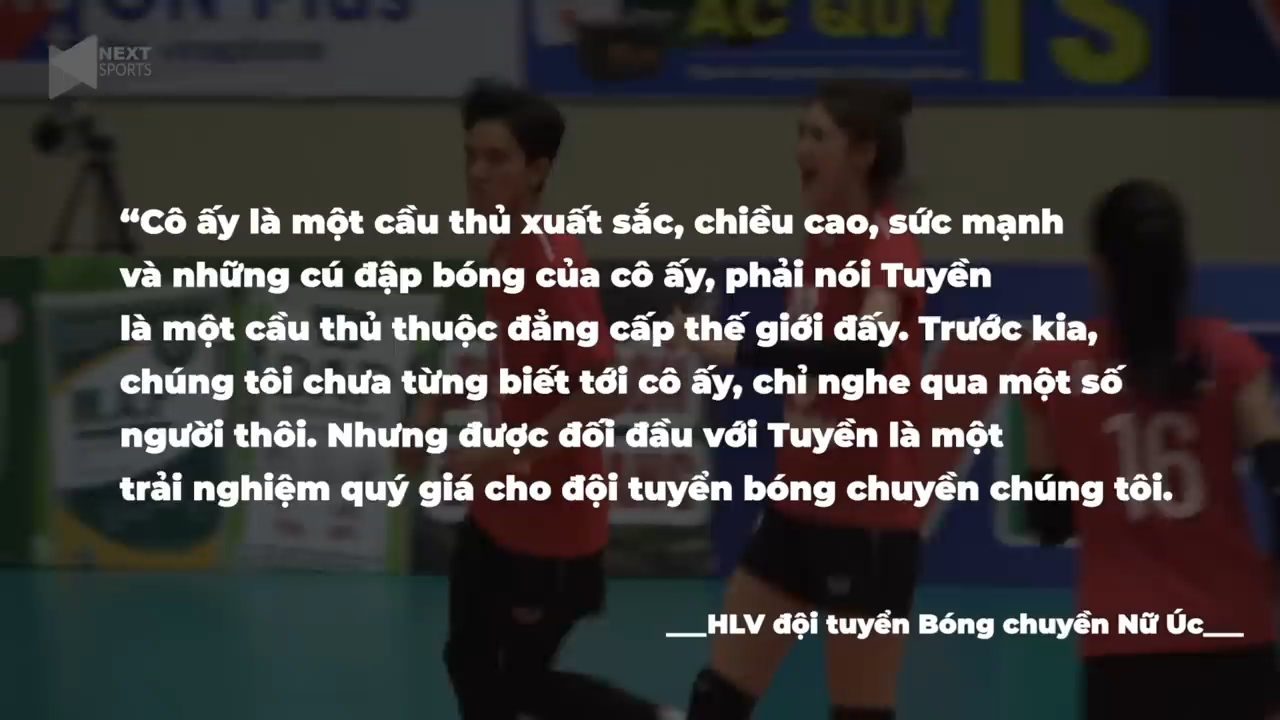 NEXT
SPORTS
ẮC QUY TS
“Cô ấy là một cầu thủ xuất sắc, chiều cao, sức mạnh
và những cú đập bóng của cô ấy, phải nói Tuyền
là một cầu thủ thuộc đẳng cấp thế giới đấy. Trước kia,
chúng tôi chưa từng biết tới cô ấy, chỉ nghe qua một số
người thôi. Nhưng được đối đầu với Tuyền là một
trải nghiệm quý giá cho đội tuyển bóng chuyền chúng tôi.
16
___HLV đội tuyển Bóng chuyền Nữ Úc___